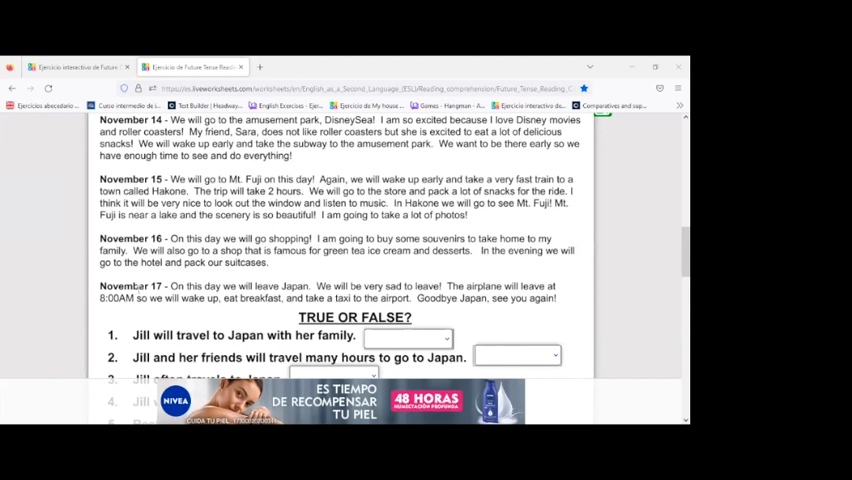 Ejercicio interactivo de Future C
Ejercicio de Future Tense Readi
https://es.liveworksheets.com/worksheets/en/English_as_a_Second_Language_(ESL)/Reading_comprehension/Future_Tense_Reading_C
Ejercicios abecedario
Curso intermedio de i
Test Builder | Headway
English Excercises - Ejer
Ejercicio de My house
Games - Hangman - A
Ejercicio interactivo de
Comparatives and sup
November 14 - We will go to the amusement park, DisneySea! I am so excited because I love Disney movies
and roller coasters! My friend, Sara, does not like roller coasters but she is excited to eat a lot of delicious
snacks! We will wake up early and take the subway to the amusement park. We want to be there early so we
have enough time to see and do everything!
November 15 - We will go to Mt. Fuji on this day! Again, we will wake up early and take a very fast train to a
town called Hakone. The trip will take 2 hours. We will go to the store and pack a lot of snacks for the ride. I
think it will be very nice to look out the window and listen to music. In Hakone we will go to see Mt. Fuji! Mt.
Fuji is near a lake and the scenery is so beautiful! I am going to take a lot of photos!
November 16 - On this day we will go shopping! I am going to buy some souvenirs to take home to my
family. We will also go to a shop that is famous for green tea ice cream and desserts. In the evening we will
go to the hotel and pack our suitcases.
November 17 - On this day we will leave Japan. We will be very sad to leave! The airplane will leave at
8:00AM so we will wake up, eat breakfast, and take a taxi to the airport. Goodbye Japan, see you again!
TRUE OR FALSE?
1. Jill will travel to Japan with her family.
2. Jill and her friends will travel many hours to go to Japan.
3. Jill often travels to Japan.
4. Jill
5.
NIVEA
ES TIEMPO
DE RECOMPENSAR
TU PIEL
48 HORAS
HUMECTACIÓN PROFUNDA
CUIDA TU PIEL